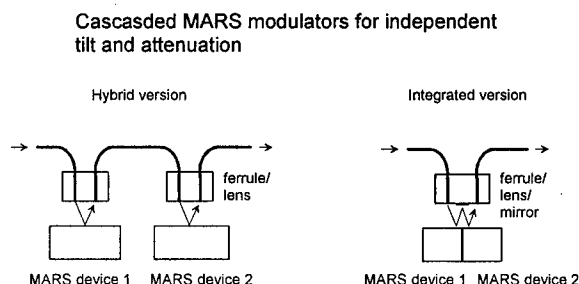 Cascasded MARS modulators for independent
tilt and attenuation
Hybrid version
Integrated version
ferrule/
lens
ferrule/
lens/
mirror
MARS device 1
MARS device 2
MARS device 1
MARS device 2